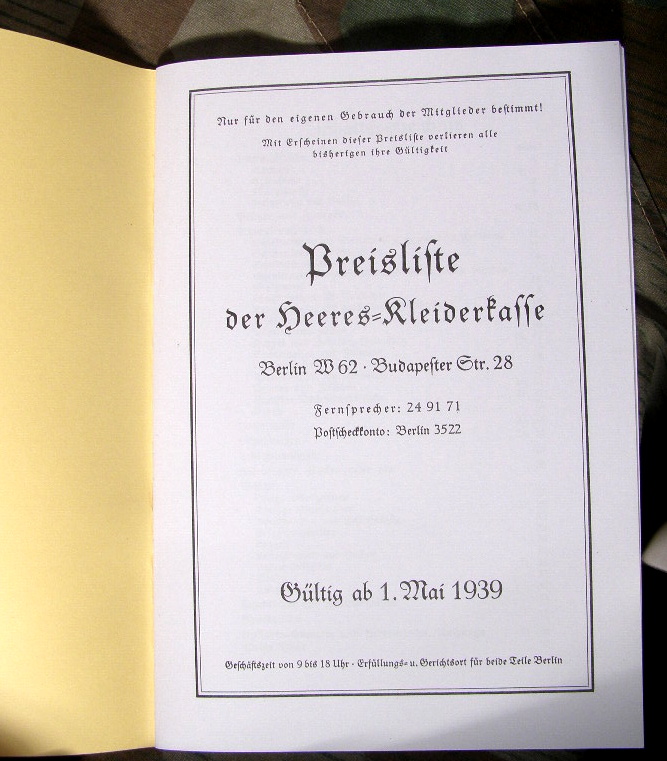 Nur für den eigenen Gebrauch der Mitglieder beſtimmt!
Mit Erſcheinen dieſer Preisliſte verlieren alle
bisherigen ihre Gültigkeit
Preisliſte
der Heeres=Kleiderkaſſe
Berlin W 62 · Budapeſter Str. 28
Fernſprecher: 24 91 71
Poſtſcheckkonto: Berlin 3522
Gültig ab 1. Mai 1939
Geſchäftszeit von 9 bis 18 Uhr · Erfüllungs= u. Gerichtsort für beide Teile Berlin